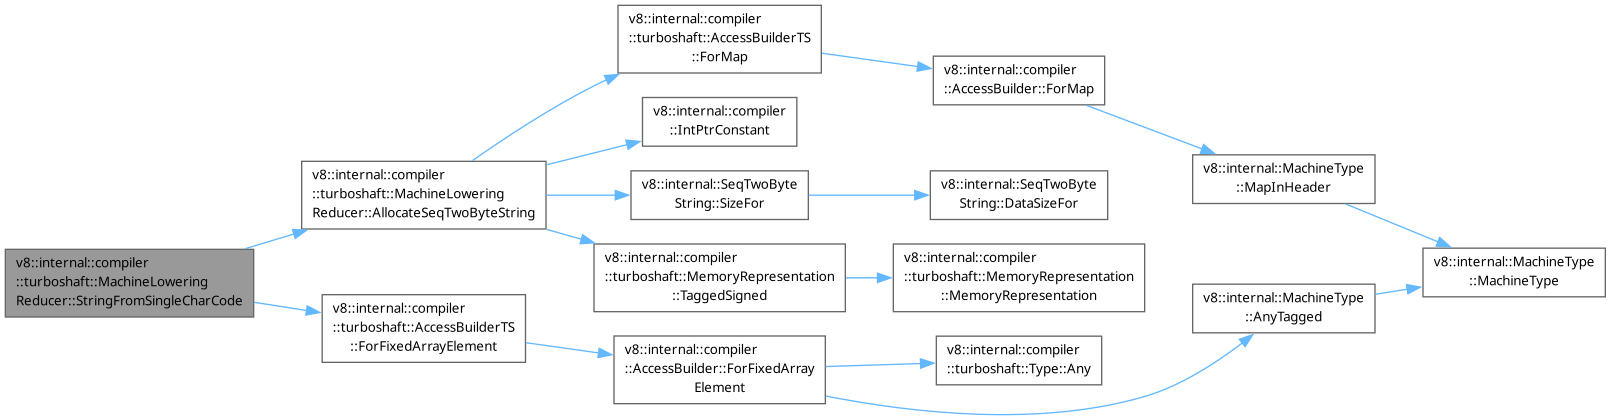 v8::internal::compiler
::turboshaft::MachineLowering
Reducer::StringFromSingleCharCode
v8::internal::compiler
::turboshaft::MachineLowering
Reducer::AllocateSeqTwoByteString
v8::internal::compiler
::turboshaft::AccessBuilderTS
::ForFixedArrayElement
v8::internal::compiler
::turboshaft::AccessBuilderTS
::ForMap
v8::internal::compiler
::IntPtrConstant
v8::internal::SeqTwoByte
String::SizeFor
v8::internal::compiler
::turboshaft::MemoryRepresentation
::TaggedSigned
v8::internal::compiler
::AccessBuilder::ForFixedArray
Element
v8::internal::compiler
::AccessBuilder::ForMap
v8::internal::SeqTwoByte
String::DataSizeFor
v8::internal::compiler
::turboshaft::MemoryRepresentation
::MemoryRepresentation
v8::internal::compiler
::turboshaft::Type::Any
v8::internal::MachineType
::MapInHeader
v8::internal::MachineType
::AnyTagged
v8::internal::MachineType
::MachineType